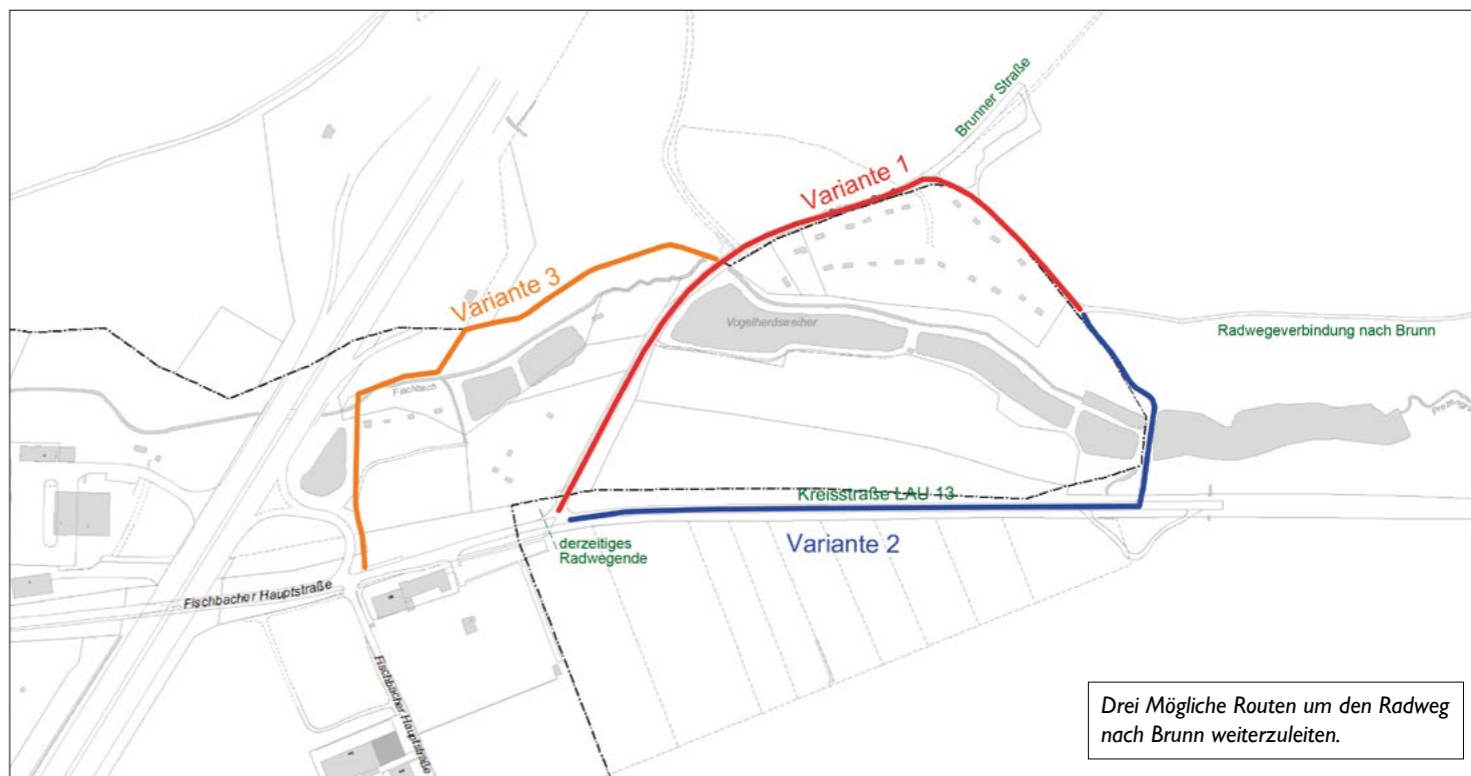 Brunner Straße
Variante 1
Variante 3
Vogelherdsweiher
Radwegeverbindung nach Brunn
Fischbach
Kreisstraße LAU 13
Variante 2
derzeitiges
Radwegende
Fischbacher Hauptstraße
Fischbacher Hauptstraße
Drei Mögliche Routen um den Radweg
nach Brunn weiterzuleiten.